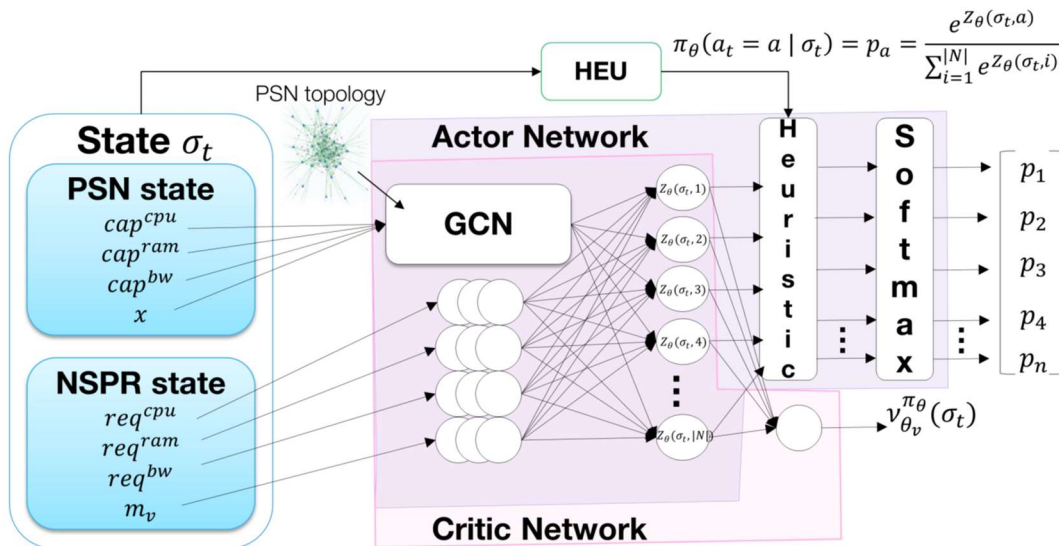 π_θ(a_t = a | σ_t) = p_a = e^{Z_θ(σ_t,a)} / ∑_{i=1}^{|N|} e^{Z_θ(σ_t,i)}
HEU
PSN topology
State σ_t
PSN state
cap^{cpu}
cap^{ram}
cap^{bw}
x
NSPR state
req^{cpu}
req^{ram}
req^{bw}
m_v
Actor Network
GCN
Z_θ(σ_t, 1)
Z_θ(σ_t, 2)
Z_θ(σ_t, 3)
Z_θ(σ_t, 4)
⋮
Z_θ(σ_t, |N|)
Heuristic
⋮
Softmax
⋮
p_1
p_2
p_3
p_4
p_n
ν_{θ_v}^{π_θ}(σ_t)
Critic Network